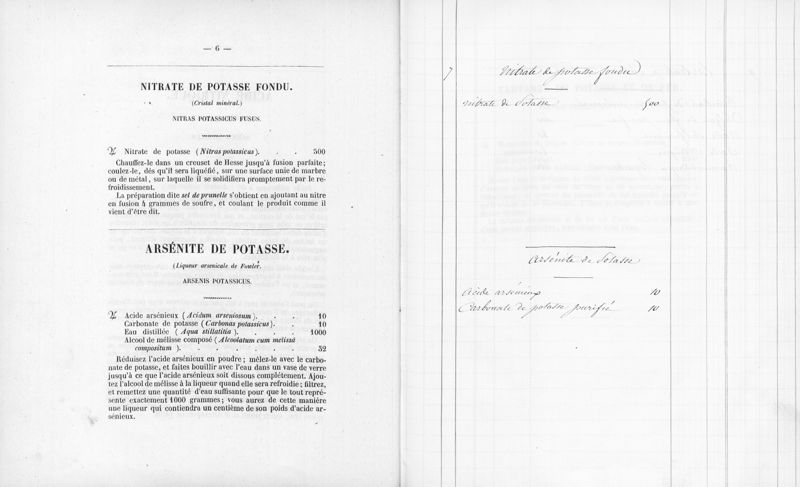 — 6 —
NITRATE DE POTASSE FONDU.
(Cristal minéral.)
NITRAS POTASSICUS FUSUS.
♃ Nitrate de potasse (Nitras potassicus). . . 500
Chauffez-le dans un creuset de Hesse jusqu'à fusion parfaite;
coulez-le, dès qu'il sera liquéfié, sur une surface unie de marbre
ou de métal, sur laquelle il se solidifiera promptement par le re-
froidissement.
La préparation dite sel de prunelle s'obtient en ajoutant au nitre
en fusion 4 grammes de soufre, et coulant le produit comme il
vient d'être dit.
ARSÉNITE DE POTASSE.
(Liqueur arsenicale de Fowler.
ARSENIS POTASSICUS.
♃ Acide arsénieux (Acidum arseniosum). . . 10
Carbonate de potasse (Carbonas potassicus). . 10
Eau distillée (Aqua stillatitia). . . . 1000
Alcool de mélisse composé (Alcoolatum cum melissâ
compositum). . . . . . . 32
Réduisez l'acide arsénieux en poudre; mêlez-le avec le carbo-
nate de potasse, et faites bouillir avec l'eau dans un vase de verre
jusqu'à ce que l'acide arsénieux soit dissous complétement. Ajou-
tez l'alcool de mélisse à la liqueur quand elle sera refroidie; filtrez,
et remettez une quantité d'eau suffisante pour que le tout repré-
sente exactement 1000 grammes; vous aurez de cette manière
une liqueur qui contiendra un centième de son poids d'acide ar-
sénieux.
7 Nitrate de potasse fondu
Nitrate de Potasse 500
Arsénite de Potasse
Acide arsénieux 10
Carbonate de potasse purifié 10